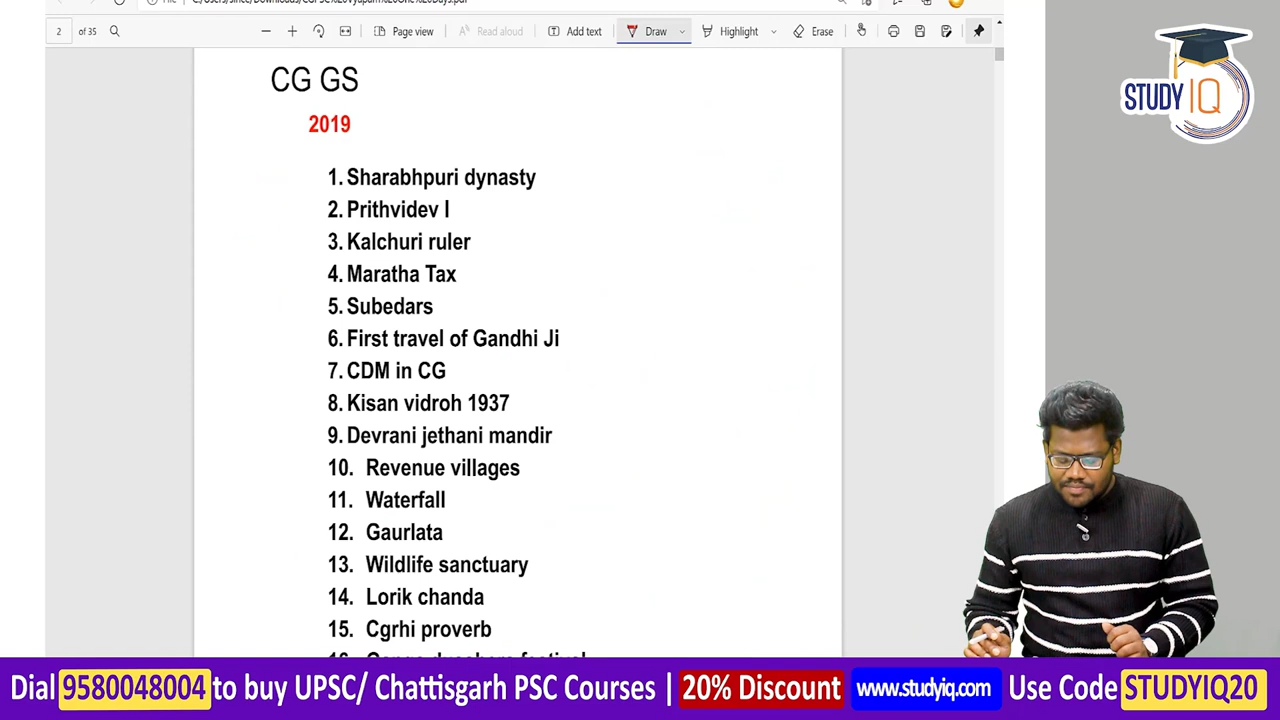 2 of 35 Page view Read aloud Add text Draw Highlight Erase
STUDY IQ
CG GS
2019
1. Sharabhpuri dynasty
2. Prithvidev I
3. Kalchuri ruler
4. Maratha Tax
5. Subedars
6. First travel of Gandhi Ji
7. CDM in CG
8. Kisan vidroh 1937
9. Devrani jethani mandir
10. Revenue villages
11. Waterfall
12. Gaurlata
13. Wildlife sanctuary
14. Lorik chanda
15. Cgrhi proverb
Dial 9580048004 to buy UPSC/ Chattisgarh PSC Courses | 20% Discount www.studyiq.com Use Code STUDYIQ20